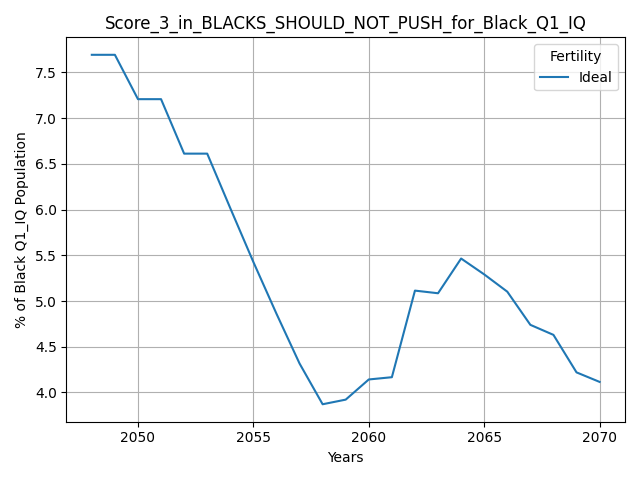 Score_3_in_BLACKS_SHOULD_NOT_PUSH_for_Black_Q1_IQ
Fertility
Ideal
% of Black Q1_IQ Population
7.5
7.0
6.5
6.0
5.5
5.0
4.5
4.0
2050 2055 2060 2065 2070
Years